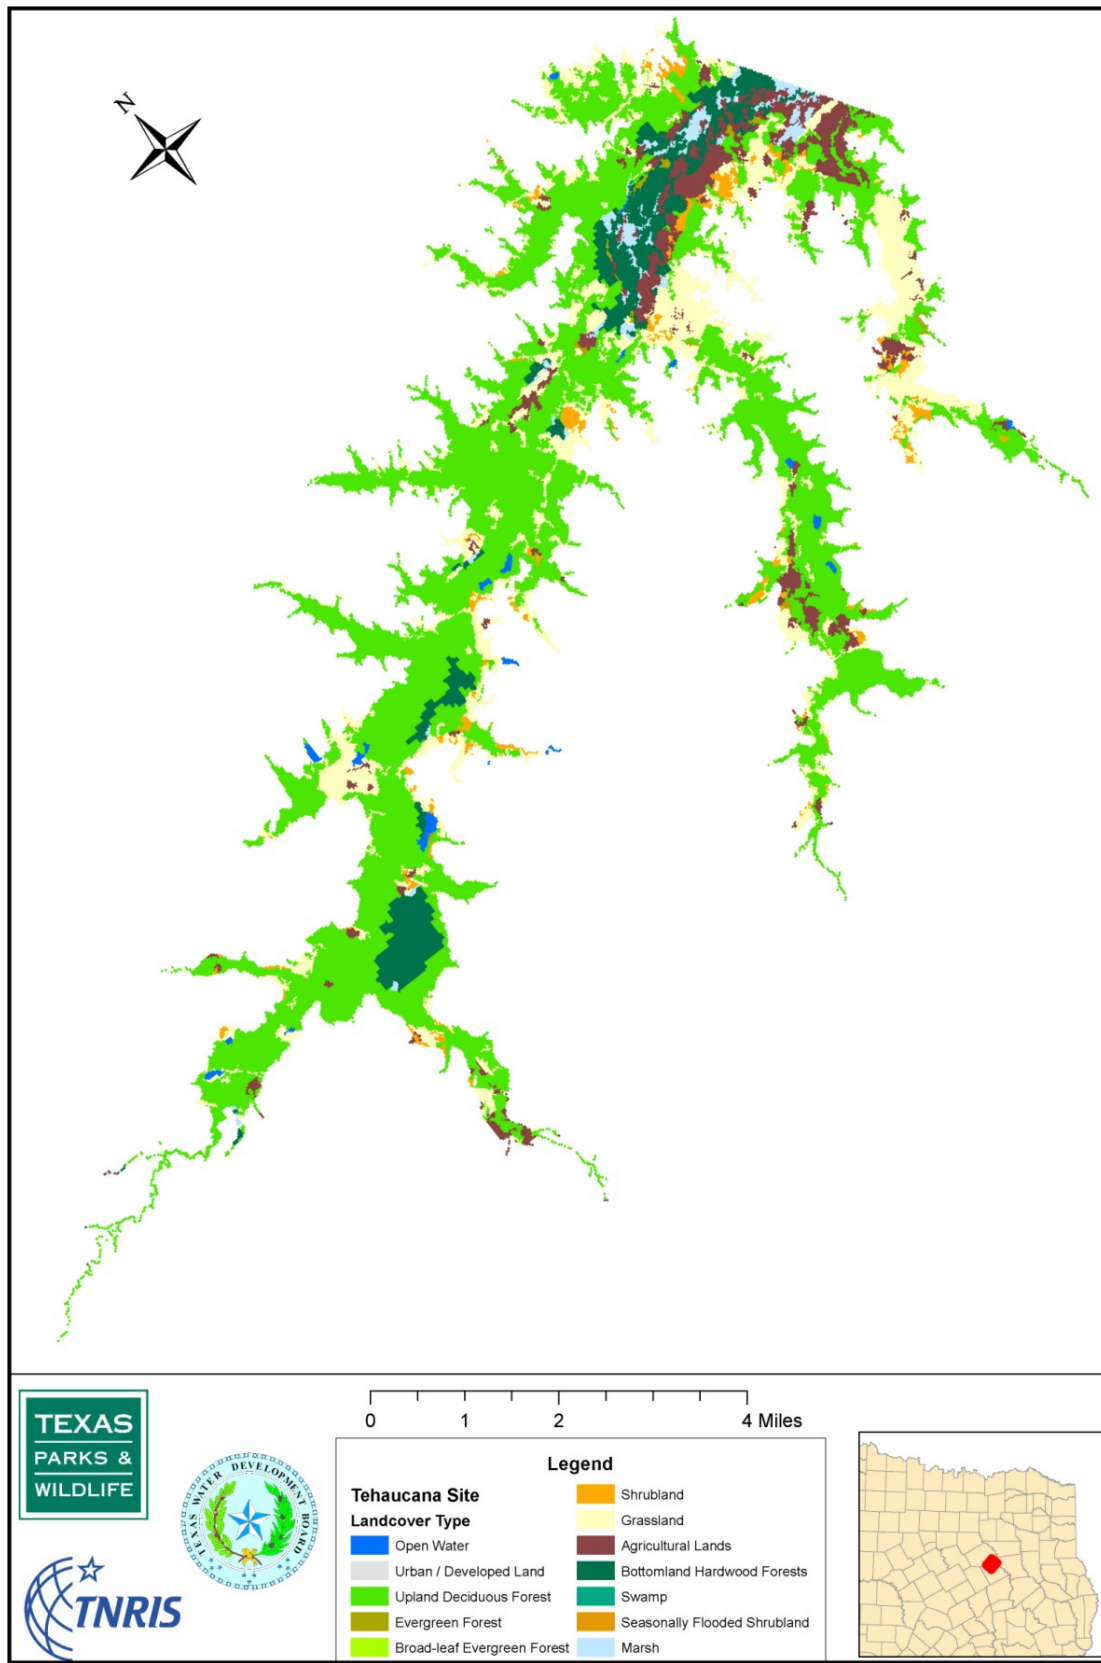 N
TEXAS
PARKS &
WILDLIFE
TEXAS WATER DEVELOPMENT BOARD
TNRIS
0 1 2 4 Miles
Legend
Tehaucana Site
Landcover Type
Open Water
Urban / Developed Land
Upland Deciduous Forest
Evergreen Forest
Broad-leaf Evergreen Forest
Shrubland
Grassland
Agricultural Lands
Bottomland Hardwood Forests
Swamp
Seasonally Flooded Shrubland
Marsh